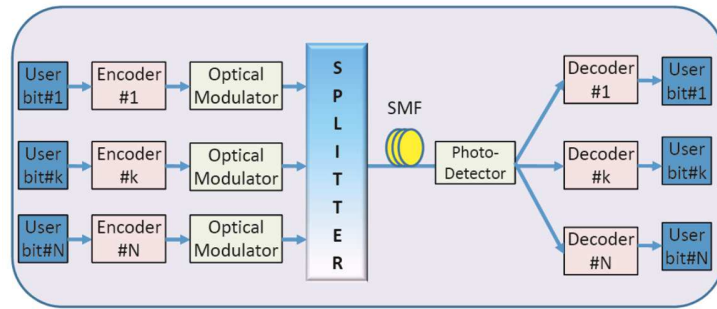 User
bit#1
Encoder
#1
Optical
Modulator
User
bit#k
Encoder
#k
Optical
Modulator
User
bit#N
Encoder
#N
Optical
Modulator
S
P
L
I
T
T
E
R
SMF
Photo-
Detector
Decoder
#1
User
bit#1
Decoder
#k
User
bit#k
Decoder
#N
User
bit#N